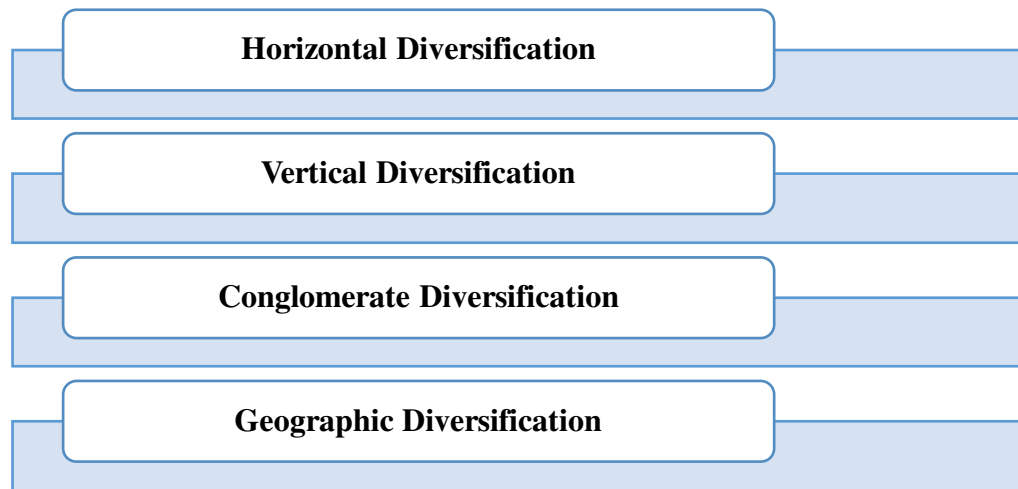 Horizontal Diversification
Vertical Diversification
Conglomerate Diversification
Geographic Diversification